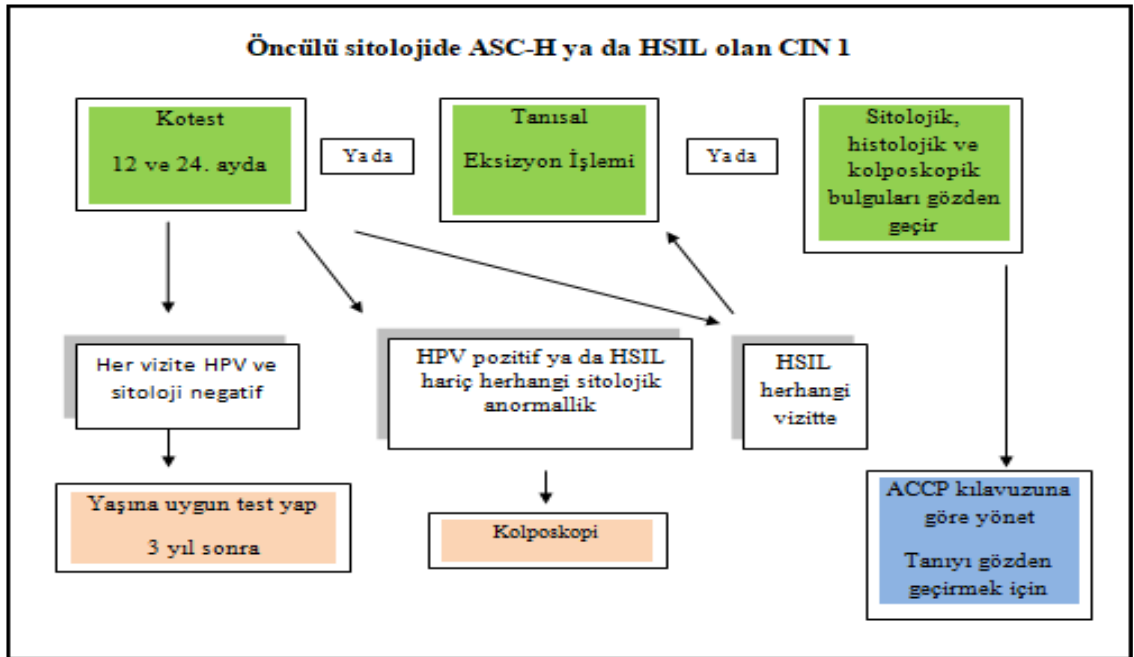 Öncülü sitolojide ASC-H ya da HSIL olan CIN 1
Kotest
12 ve 24. ayda
Ya da
Tanısal
Eksizyon İşlemi
Ya da
Sitolojik,
histolojik ve
kolposkopik
bulguları gözden
geçir
Her vizite HPV ve
sitoloji negatif
HPV pozitif ya da HSIL
hariç herhangi sitolojik
anormallik
HSIL
herhangi
vizitte
Yaşına uygun test yap
3 yıl sonra
Kolposkopi
ACCP kılavuzuna
göre yönet
Tanıyı gözden
geçirmek için